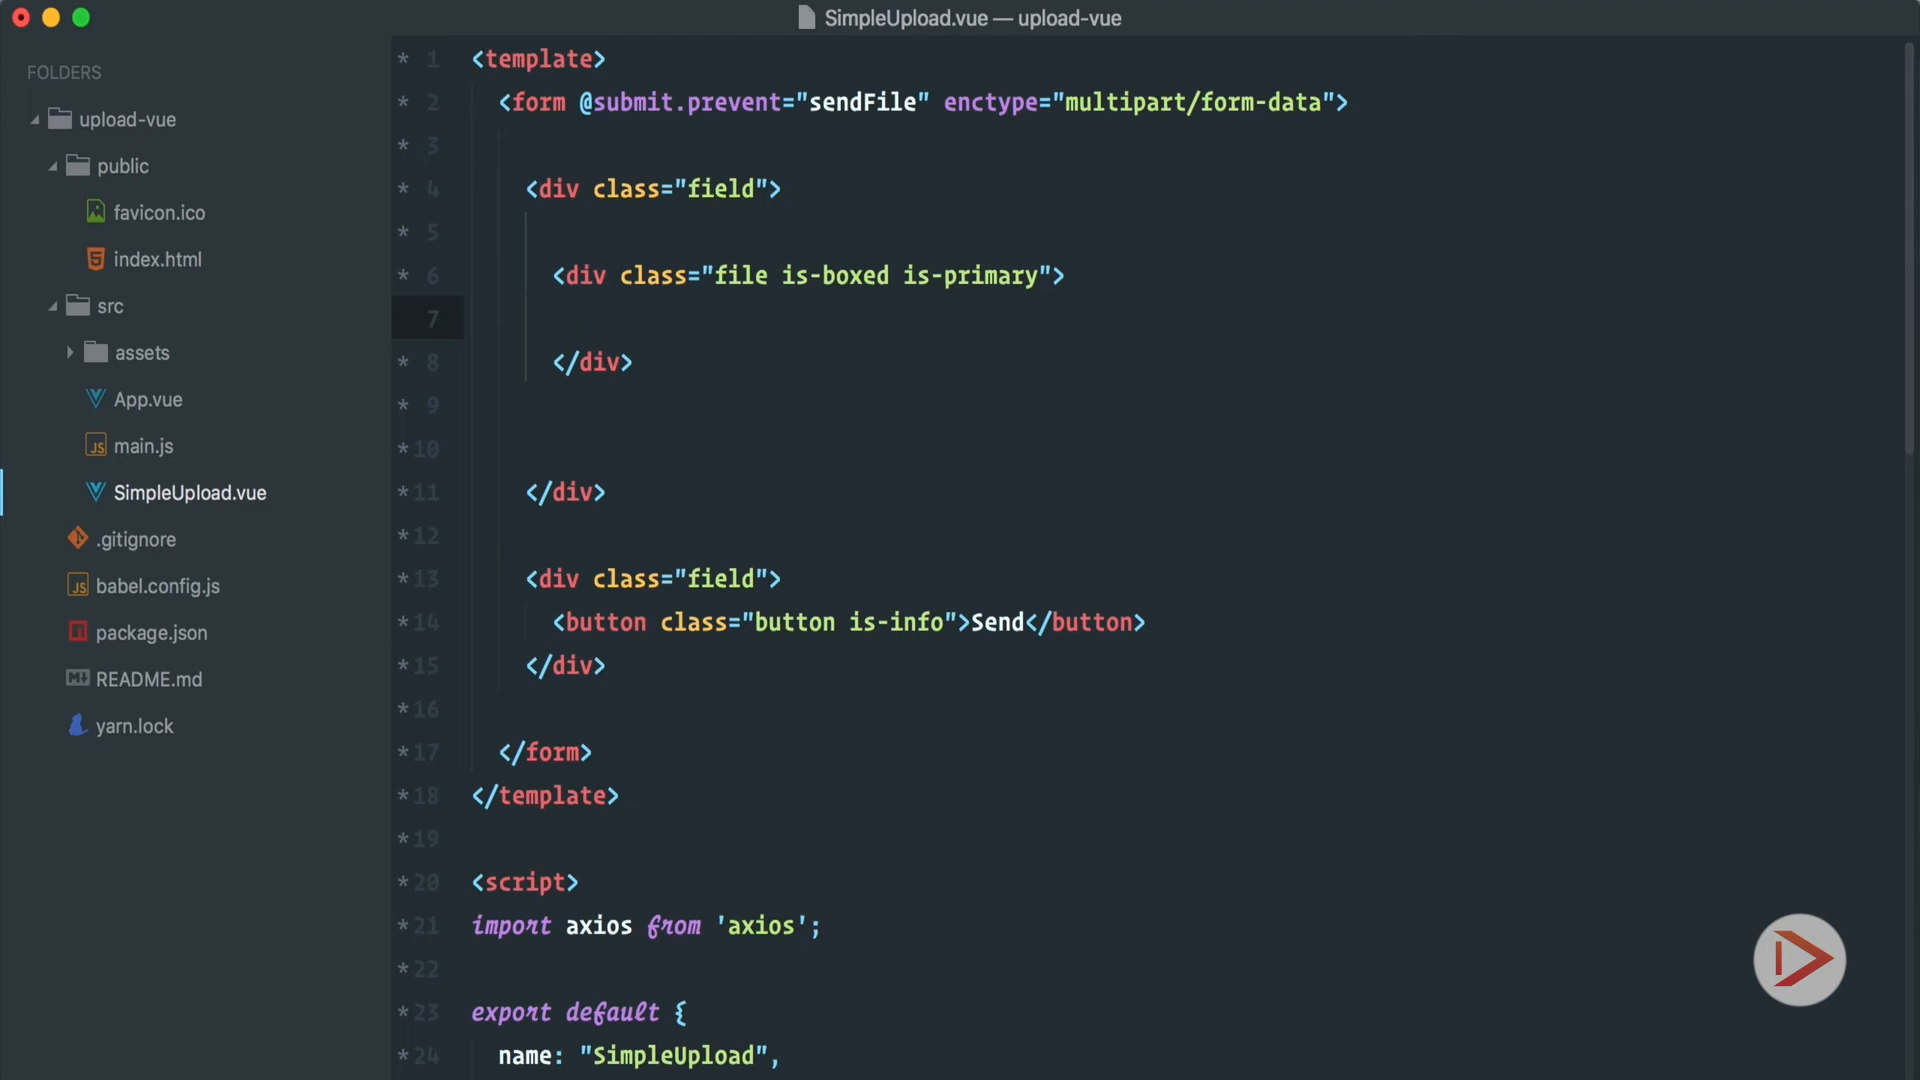 SimpleUpload.vue — upload-vue
FOLDERS
upload-vue
public
favicon.ico
index.html
src
assets
App.vue
main.js
SimpleUpload.vue
.gitignore
babel.config.js
package.json
README.md
yarn.lock
* 1 <template>
* 2 <form @submit.prevent="sendFile" enctype="multipart/form-data">
* 3
* 4 <div class="field">
* 5
* 6 <div class="file is-boxed is-primary">
7
* 8 </div>
* 9
*10
*11 </div>
*12
*13 <div class="field">
*14 <button class="button is-info">Send</button>
*15 </div>
*16
*17 </form>
*18 </template>
*19
*20 <script>
*21 import axios from 'axios';
*22
*23 export default {
*24 name: "SimpleUpload",